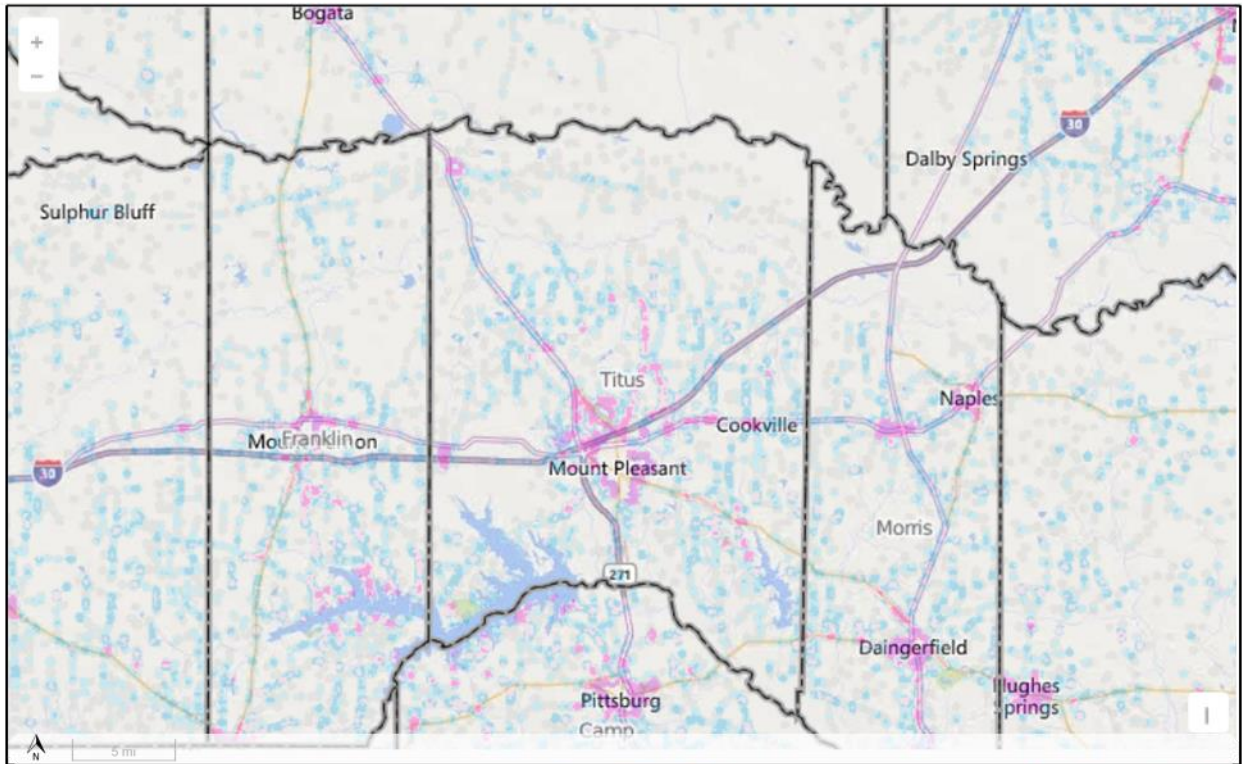 Bogata
+
−
30
Dalby Springs
Sulphur Bluff
Titus
Naples
Cookville
Franklin
30
Mount Pleasant
Morris
271
Daingerfield
Hughes
Springs
Pittsburg
Camp
N
5 mi